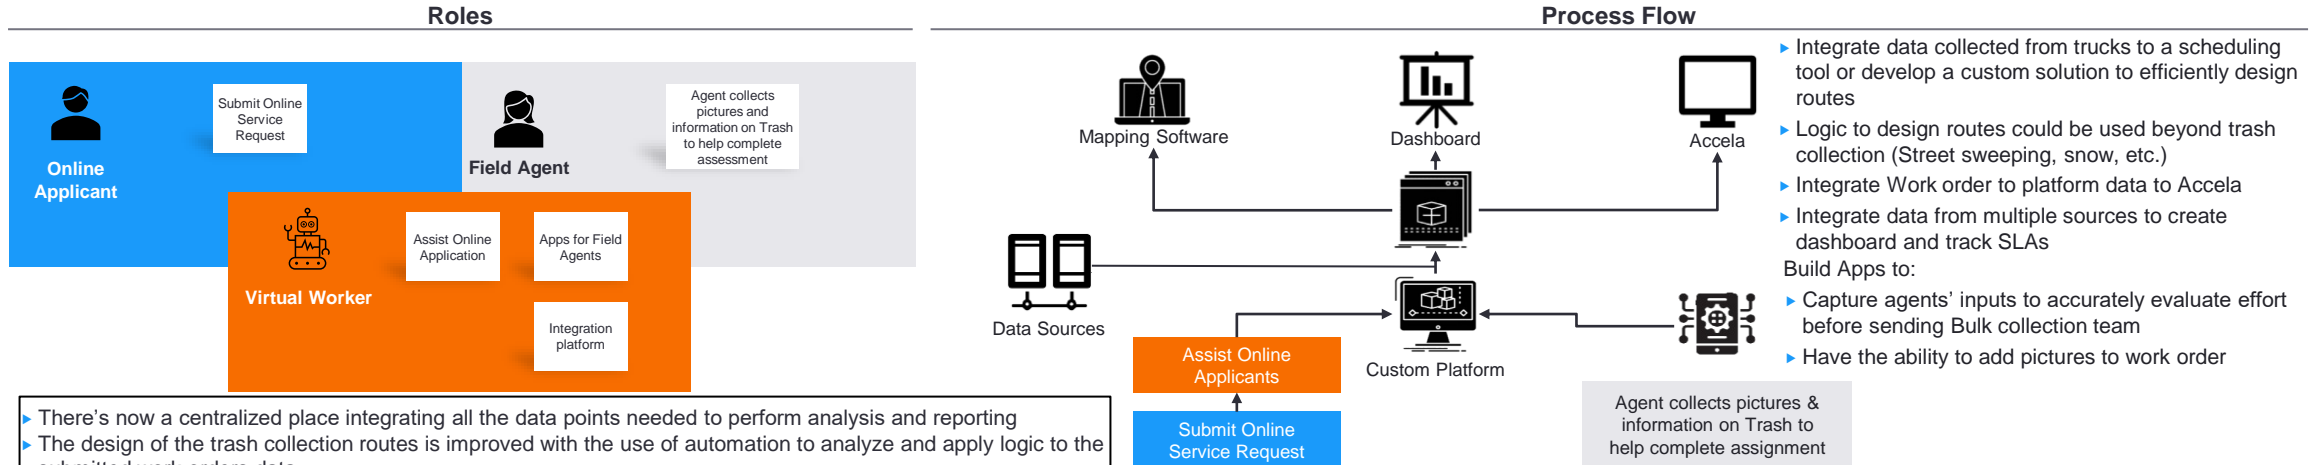 Roles
Online
Applicant
Submit Online
Service
Request
Field Agent
Agent collects
pictures and
information on Trash
to help complete
assessment
Virtual Worker
Assist Online
Application
Apps for Field
Agents
Integration
platform
There's now a centralized place integrating all the data points needed to perform analysis and reporting
The design of the trash collection routes is improved with the use of automation to analyze and apply logic to the
submitted work orders data
Process Flow
Mapping Software
Dashboard
Accela
Data Sources
Custom Platform
Assist Online
Applicants
Submit Online
Service Request
Agent collects pictures &
information on Trash to
help complete assignment
Integrate data collected from trucks to a scheduling
tool or develop a custom solution to efficiently design
routes
Logic to design routes could be used beyond trash
collection (Street sweeping, snow, etc.)
Integrate Work order to platform data to Accela
Integrate data from multiple sources to create
dashboard and track SLAs
Build Apps to:
Capture agents' inputs to accurately evaluate effort
before sending Bulk collection team
Have the ability to add pictures to work order